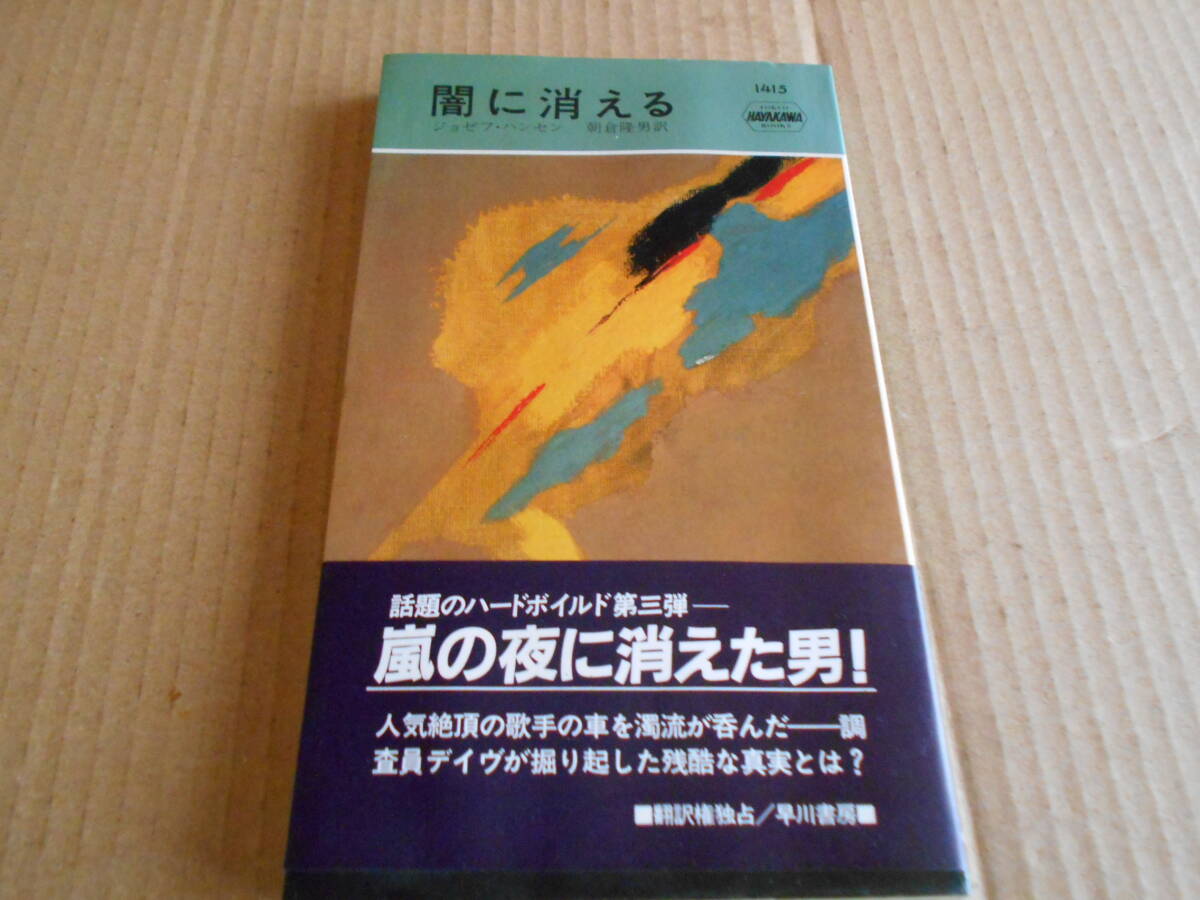 闇に消える
ジョゼフ・ハンセン 朝倉隆男訳
1415
HAYAKAWA
話題のハードボイルド第三弾——
嵐の夜に消えた男!
人気絶頂の歌手の車を濁流が呑んだ——調
査員デイヴが掘り起した残酷な真実とは?
■翻訳権独占/早川書房■